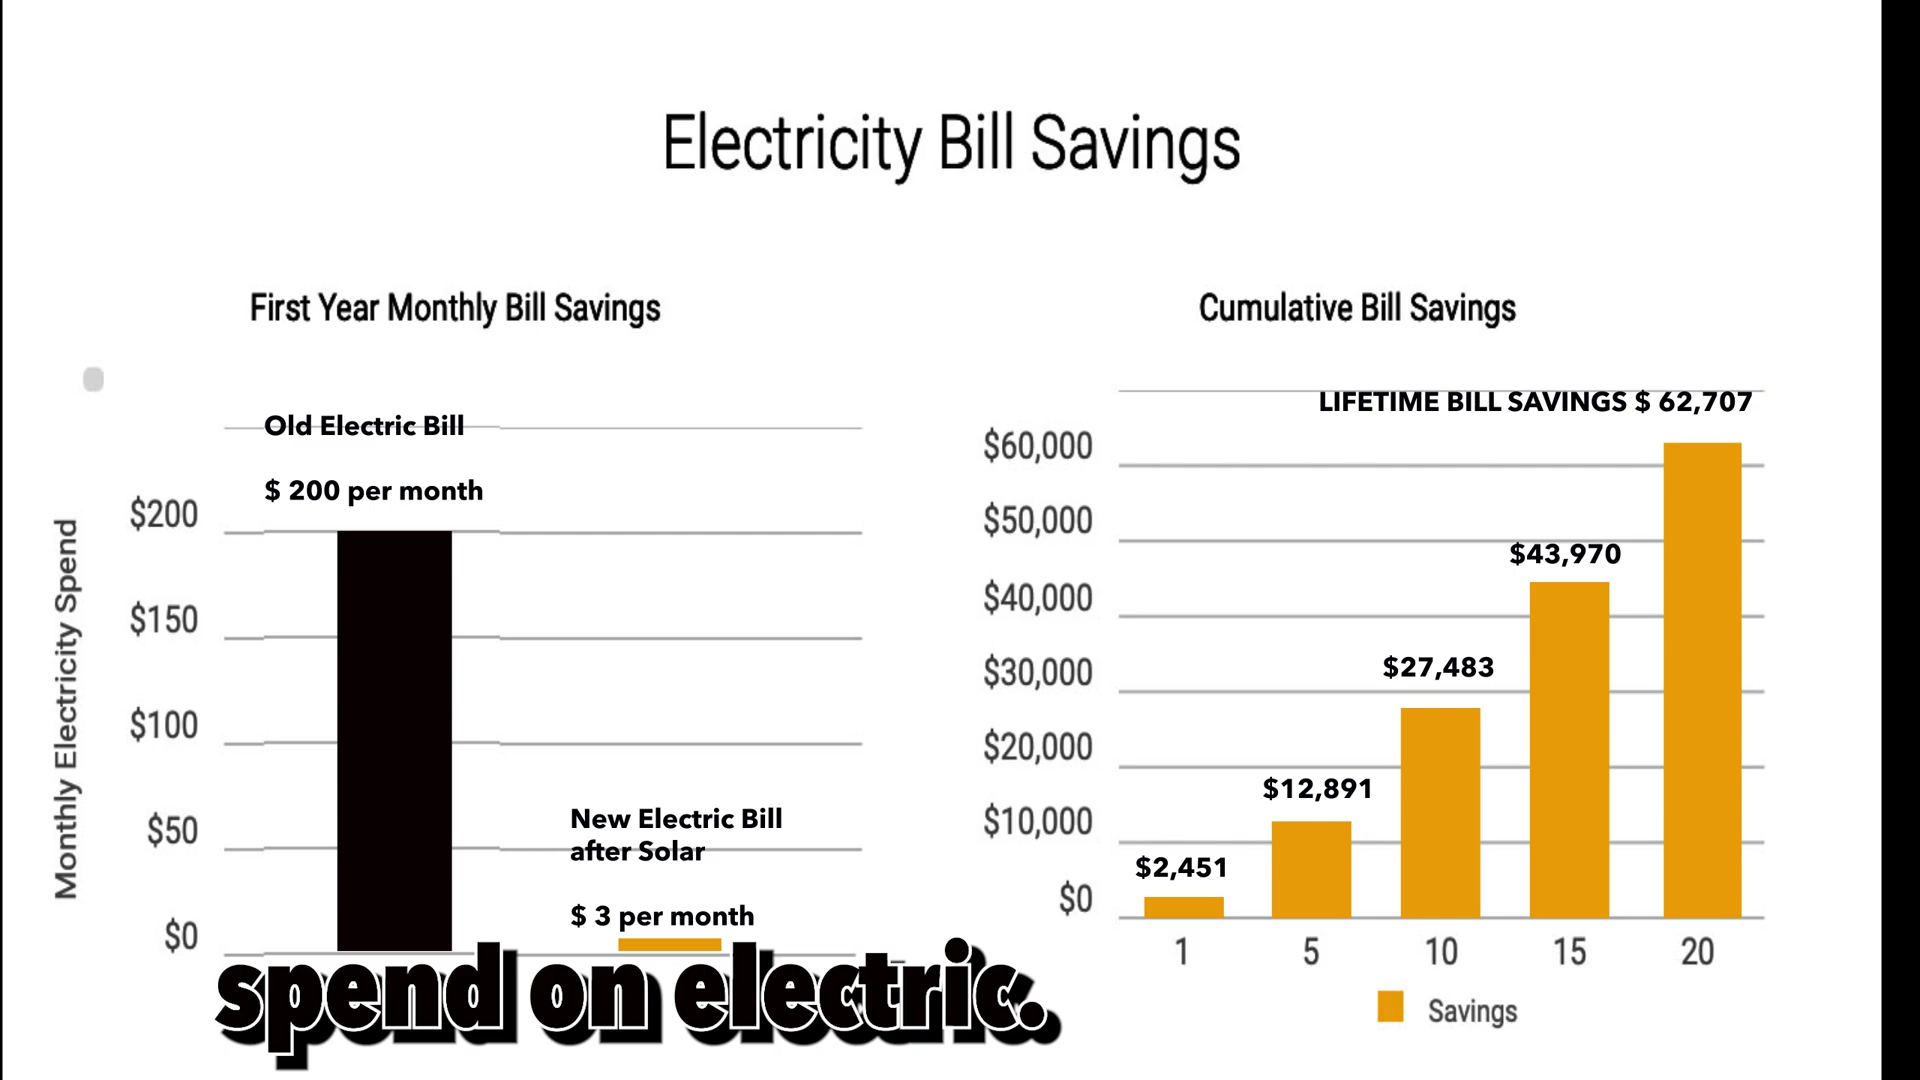 Electricity Bill Savings
First Year Monthly Bill Savings
Monthly Electricity Spend
$200
$150
$100
$50
$0
Old Electric Bill
$ 200 per month
New Electric Bill
after Solar
$ 3 per month
Cumulative Bill Savings
LIFETIME BILL SAVINGS $ 62,707
$60,000
$50,000
$40,000
$30,000
$20,000
$10,000
$0
$2,451
$12,891
$27,483
$43,970
1 5 10 15 20
Savings
spend on electric.